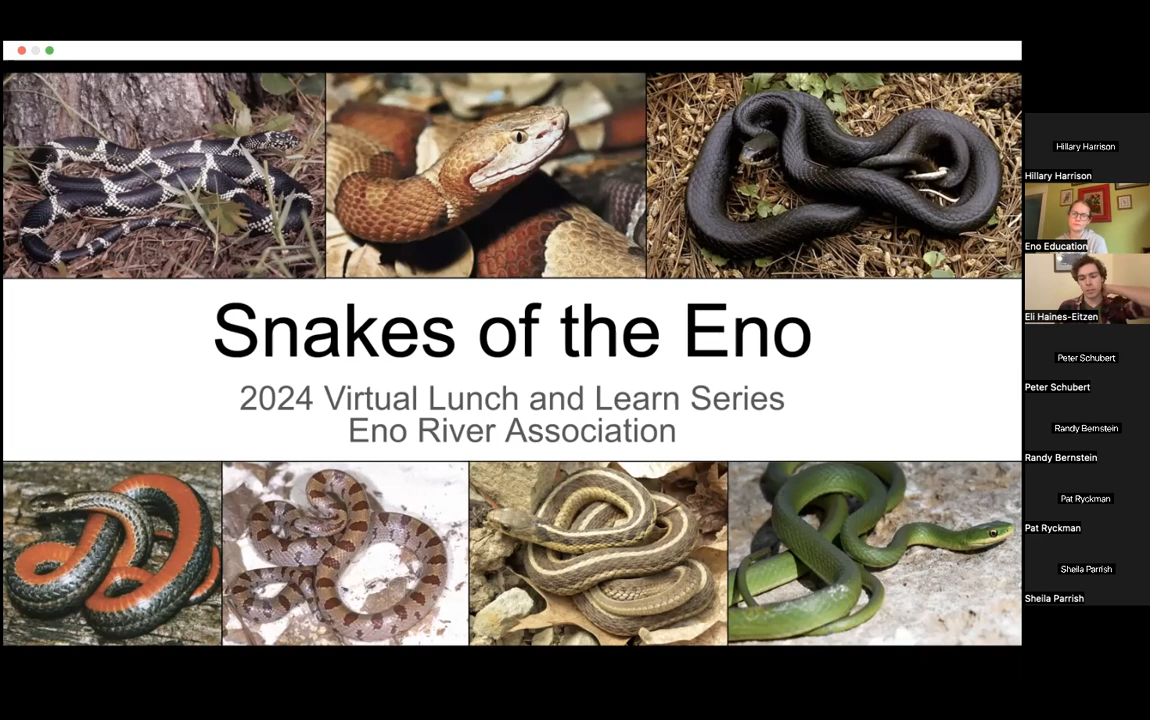 Snakes of the Eno
2024 Virtual Lunch and Learn Series
Eno River Association
Hillary Harrison
Hillary Harrison
Eno Education
Eli Haines-Eitzen
Peter Schubert
Peter Schubert
Randy Bernstein
Randy Bernstein
Pat Ryckman
Pat Ryckman
Sheila Parrish
Sheila Parrish